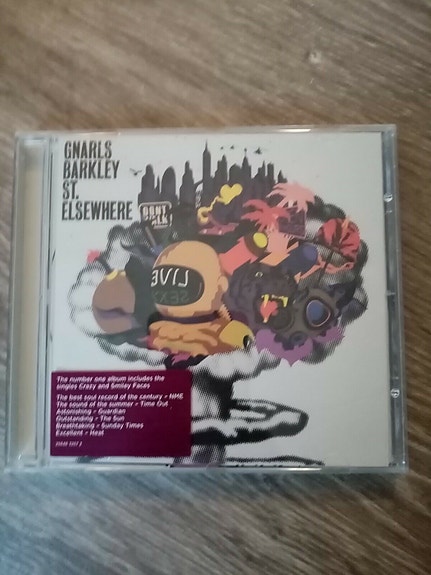 GNARLS
BARKLEY
ST.
ELSEWHERE
LIVE
SEX
The number one album includes the
singles Crazy and Smiley Faces
The best soul record of the century - NME
The sound of the summer - Time Out
Astonishing - Guardian
Outstanding - The Sun
Breathtaking - Sunday Times
Excellent - Heat